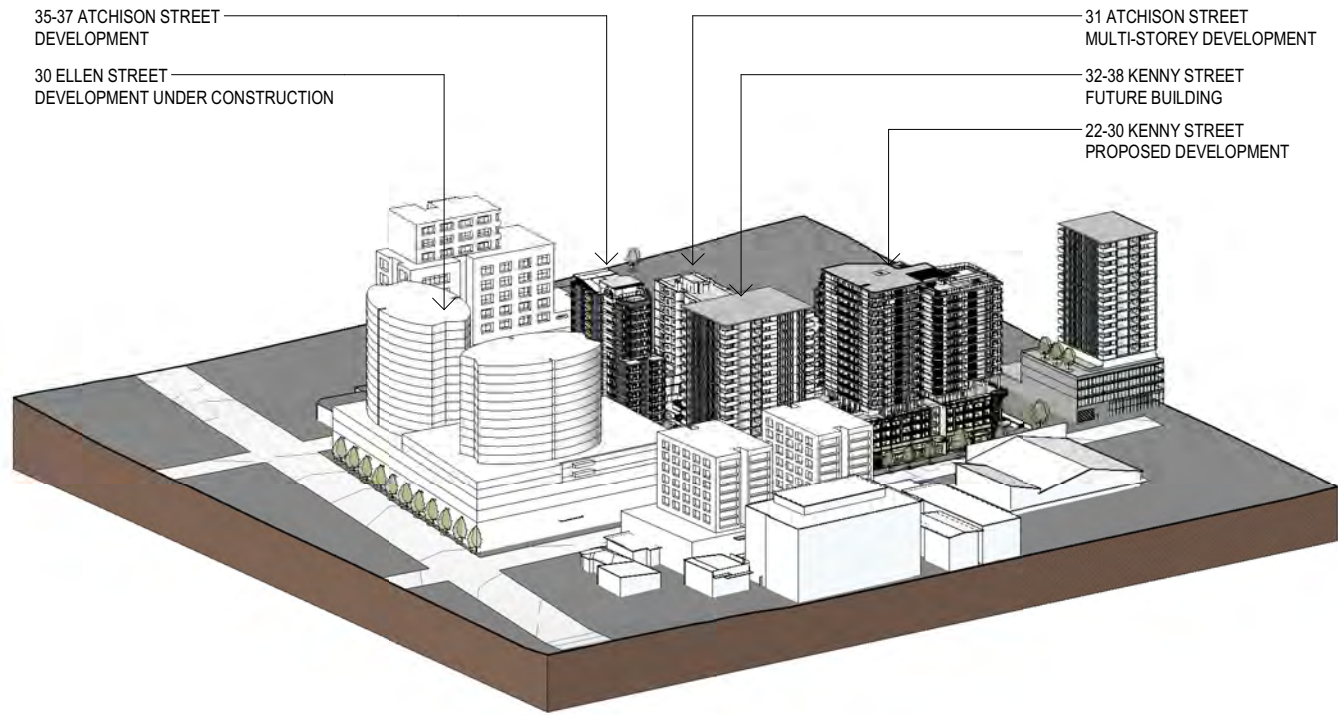 35-37 ATCHISON STREET
DEVELOPMENT
30 ELLEN STREET
DEVELOPMENT UNDER CONSTRUCTION
31 ATCHISON STREET
MULTI-STOREY DEVELOPMENT
32-38 KENNY STREET
FUTURE BUILDING
22-30 KENNY STREET
PROPOSED DEVELOPMENT